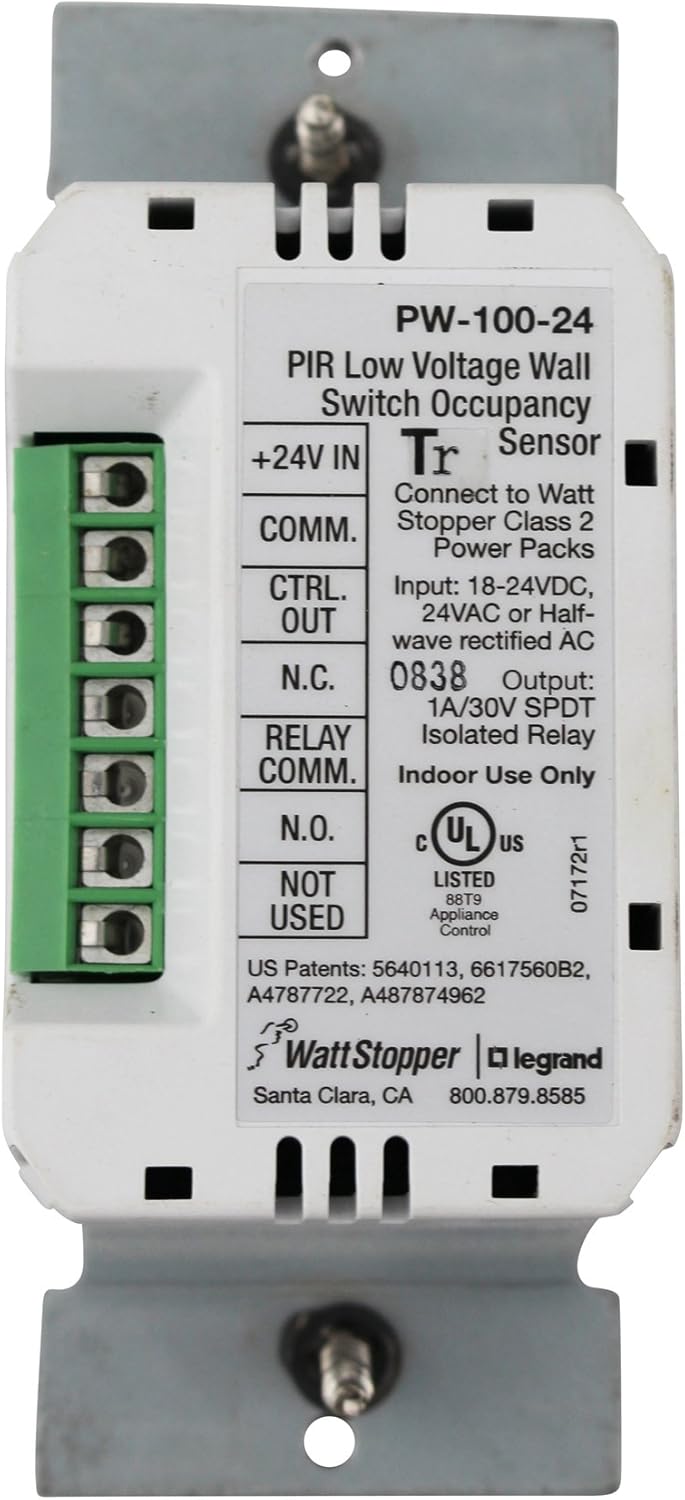 PW-100-24
PIR Low Voltage Wall
Switch Occupancy
Sensor
Tr
Connect to Watt
Stopper Class 2
Power Packs
Input: 18-24VDC,
24VAC or Half-
wave rectified AC
0838 Output:
1A/30V SPDT
Isolated Relay
Indoor Use Only
+24V IN
COMM.
CTRL.
OUT
N.C.
RELAY
COMM.
N.O.
NOT
USED
C UL US
LISTED
88T9
Appliance
Control
07172r1
US Patents: 5640113, 6617560B2,
A4787722, A487874962
WattStopper legrand
Santa Clara, CA 800.879.8585